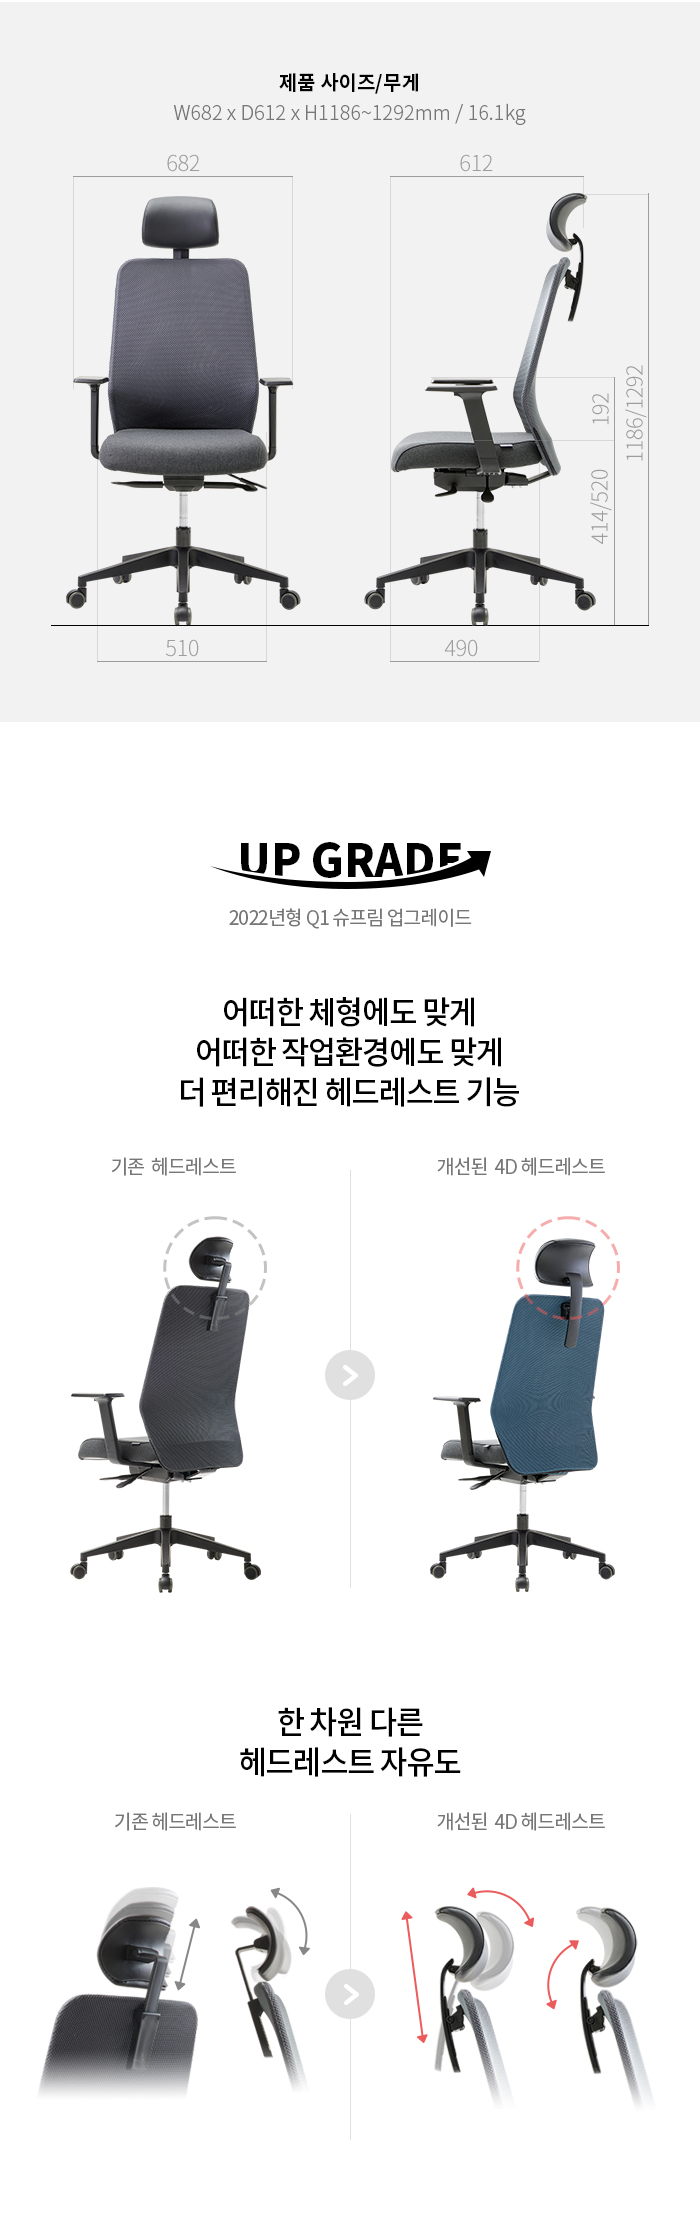 제품 사이즈/무게
W682 x D612 x H1186~1292mm / 16.1kg
682
612
192
1186/1292
414/520
510
490
UP GRADE
2022년형 Q1 슈프림 업그레이드
어떠한 체형에도 맞게
어떠한 작업환경에도 맞게
더 편리해진 헤드레스트 기능
기존 헤드레스트
개선된 4D 헤드레스트
한 차원 다른
헤드레스트 자유도
기존 헤드레스트
개선된 4D 헤드레스트